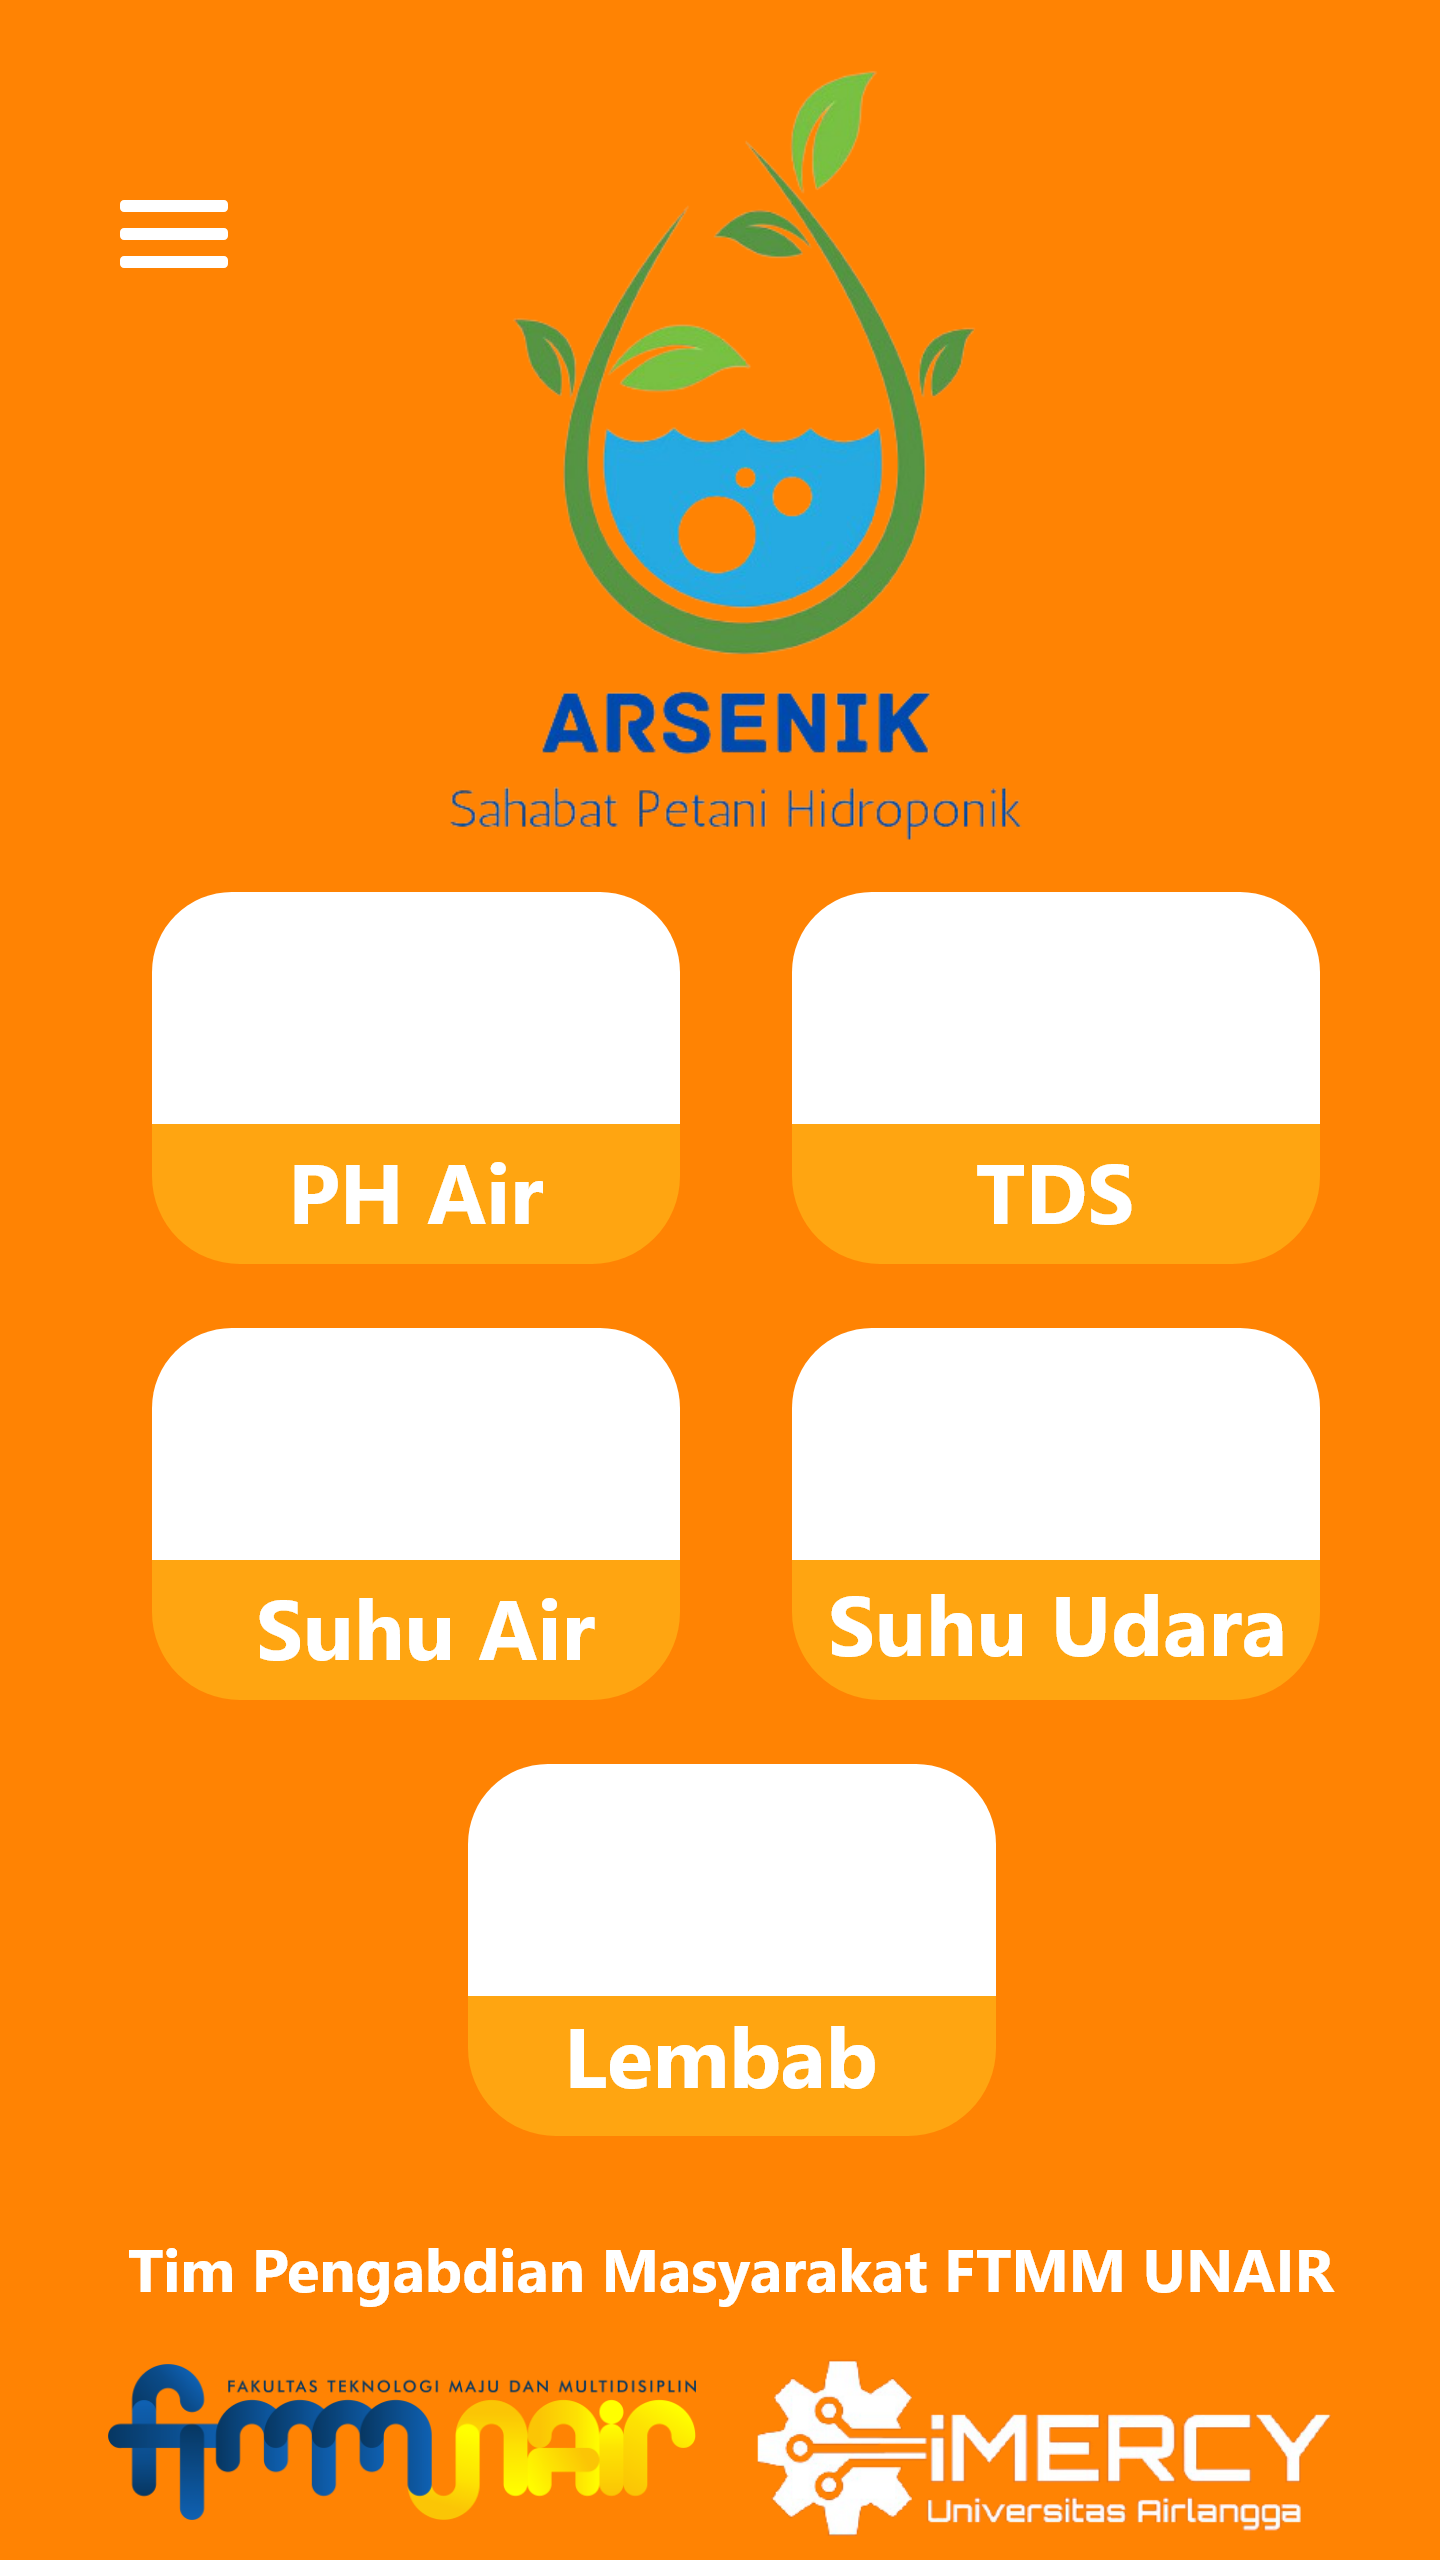 ARSENIK
Sahabat Petani Hidroponik
PH Air
TDS
Suhu Air
Suhu Udara
Lembab
Tim Pengabdian Masyarakat FTMM UNAIR
FAKULTAS TEKNOLOGI MAJU DAN MULTIDISIPLIN
ftmm unair
iMERCY
Universitas Airlangga